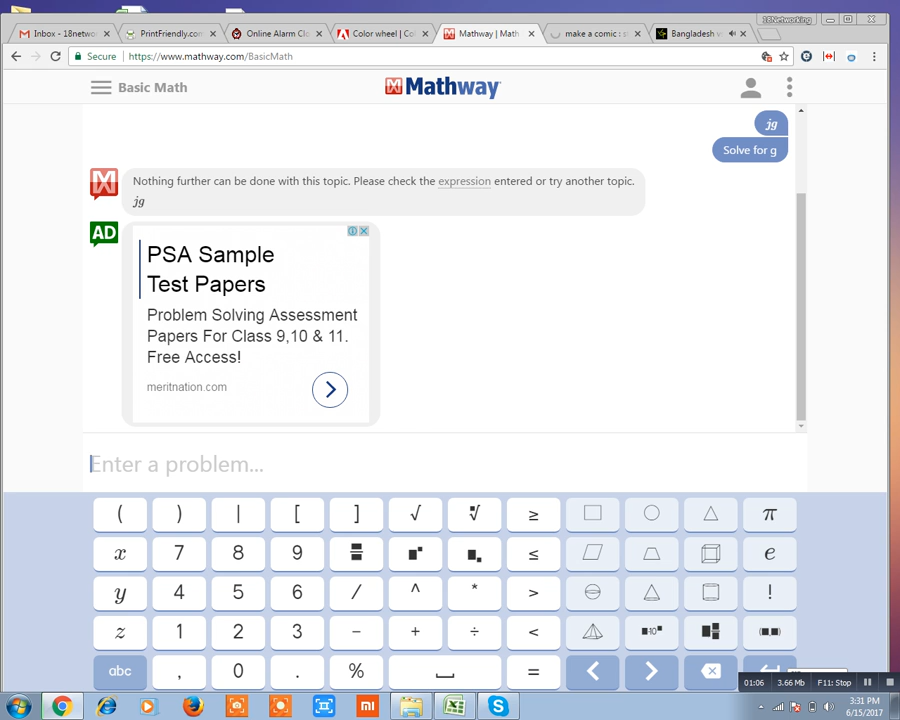 18Networking
Inbox - 18netwo
PrintFriendly.com
Online Alarm Clo
Color wheel | Col
Mathway | Math
make a comic : s
Bangladesh v
Secure
https://www.mathway.com/BasicMath
Basic Math
Mathway
jg
Solve for g
Nothing further can be done with this topic. Please check the expression entered or try another topic.
jg
AD
PSA Sample
Test Papers
Problem Solving Assessment
Papers For Class 9,10 & 11.
Free Access!
meritnation.com
Enter a problem...
( ) | [ ] √ √ ≥ π
x 7 8 9 ≤ e
y 4 5 6 / ^ * > !
z 1 2 3 − + ÷ < ·10
abc , 0 . % =
01:06 3.66 Mb F11: Stop
mi
3:31 PM
6/15/2017